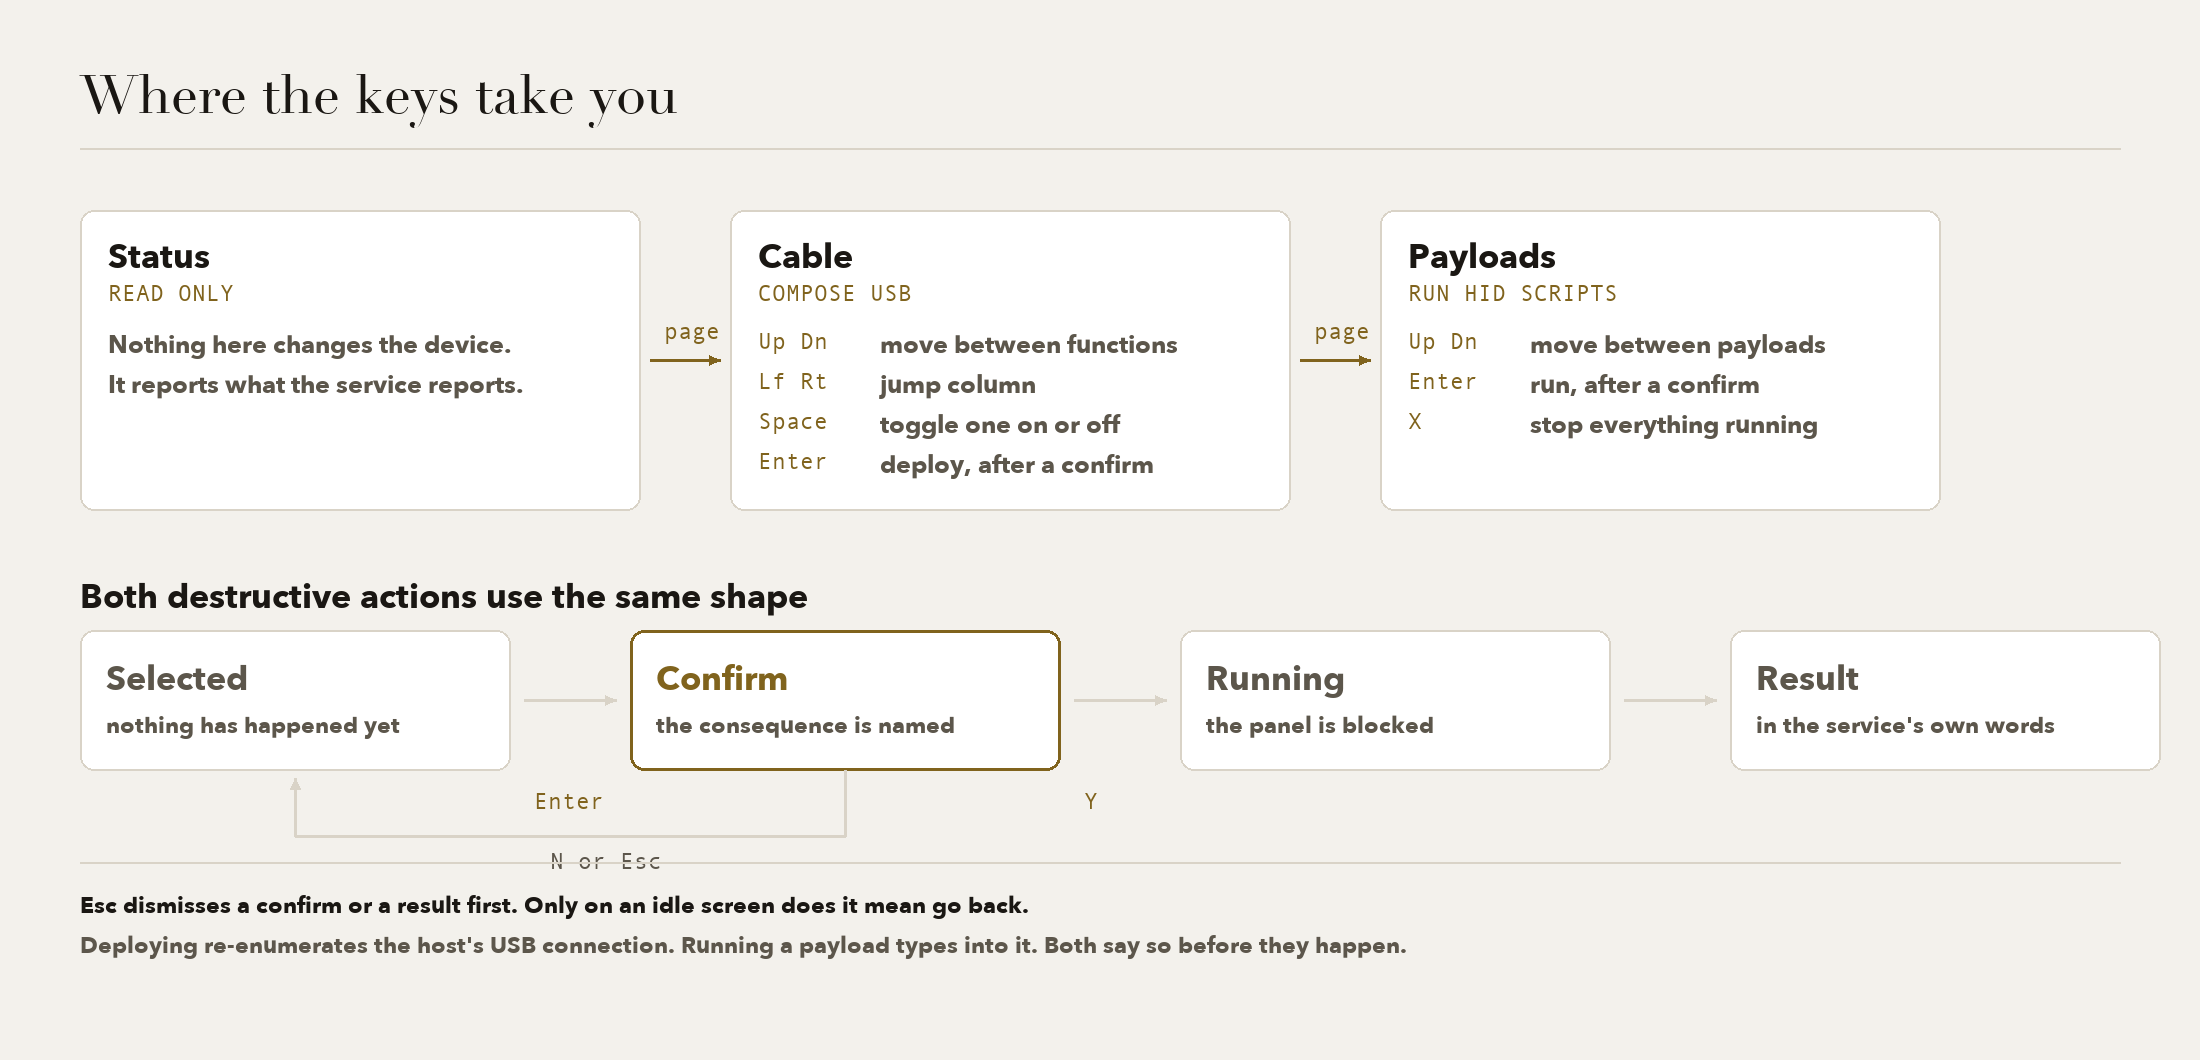 Where the keys take you
Status
READ ONLY
Nothing here changes the device.
It reports what the service reports.
page
Cable
COMPOSE USB
Up Dn move between functions
Lf Rt jump column
Space toggle one on or off
Enter deploy, after a confirm
page
Payloads
RUN HID SCRIPTS
Up Dn move between payloads
Enter run, after a confirm
X stop everything running
Both destructive actions use the same shape
Selected
nothing has happened yet
Confirm
the consequence is named
Running
the panel is blocked
Result
in the service's own words
Enter
Y
N or Esc
Esc dismisses a confirm or a result first. Only on an idle screen does it mean go back.
Deploying re-enumerates the host's USB connection. Running a payload types into it. Both say so before they happen.